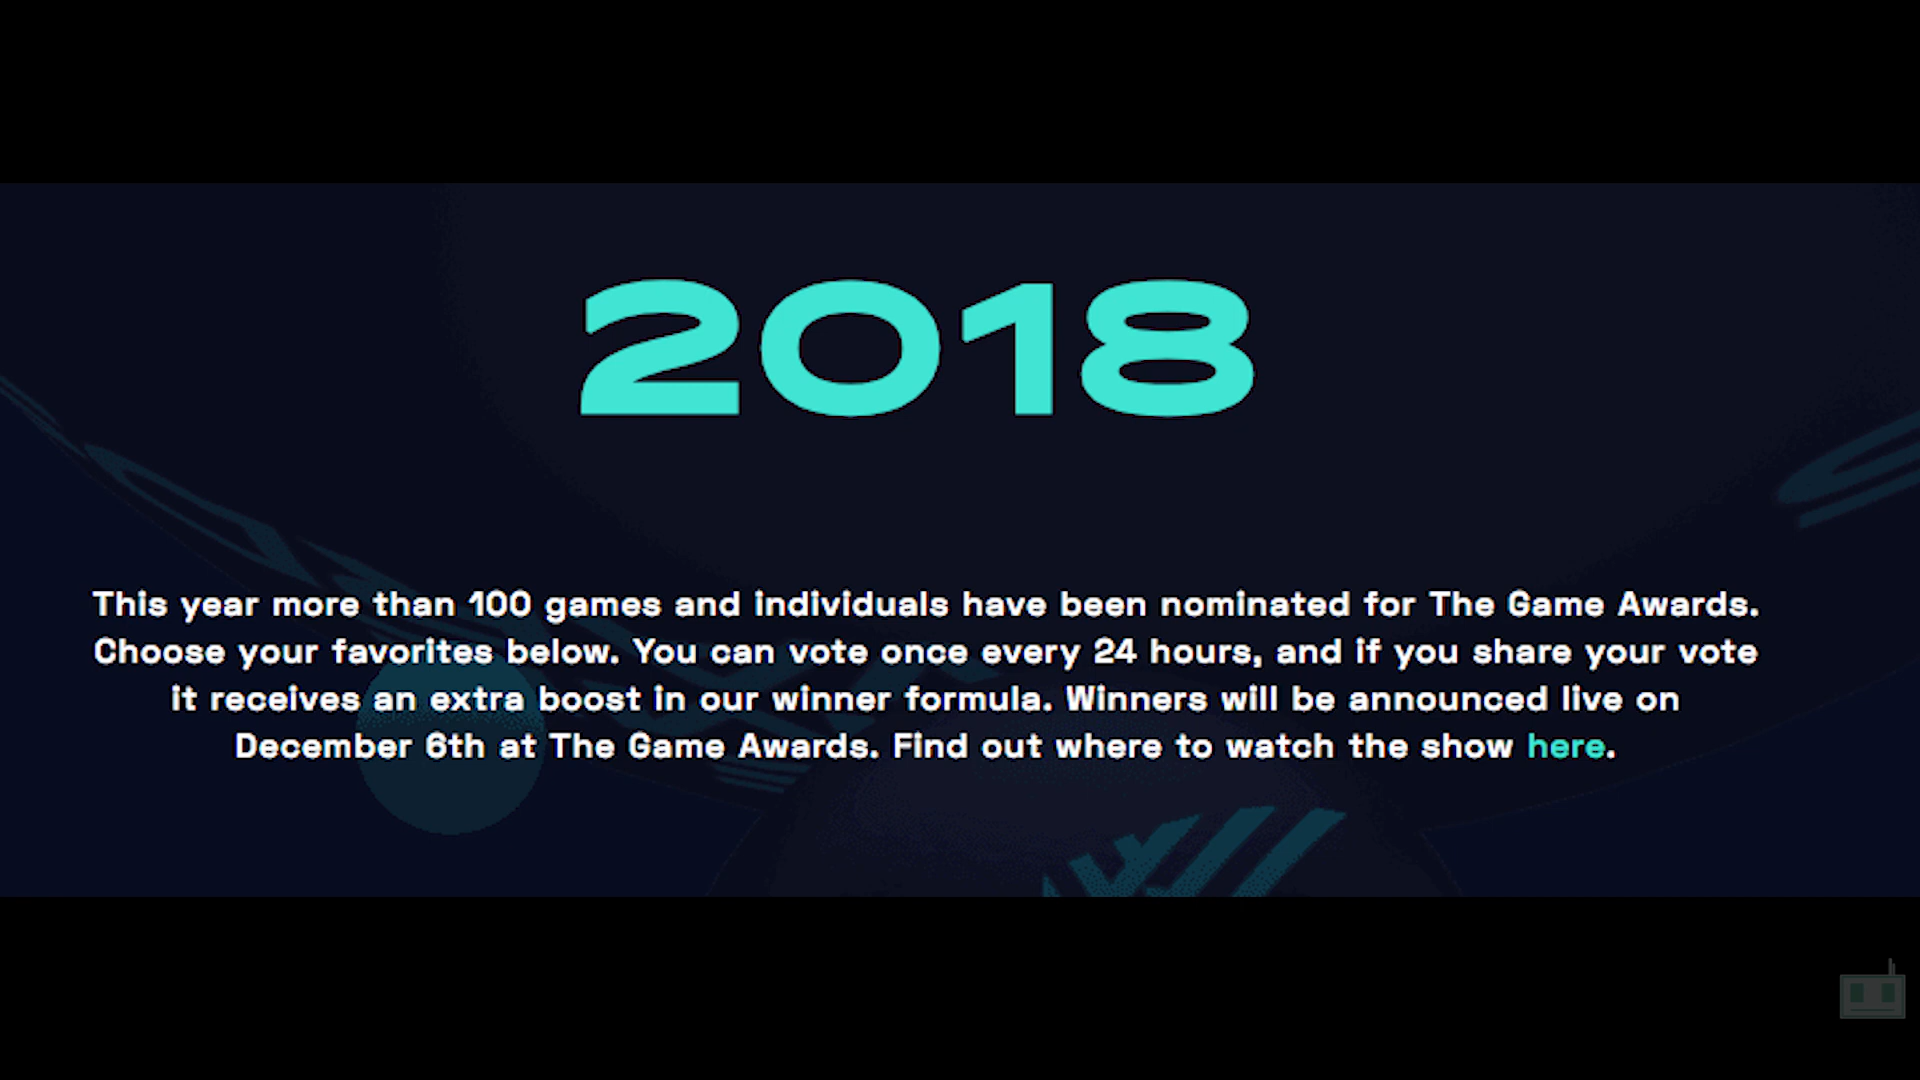 2018
This year more than 100 games and individuals have been nominated for The Game Awards.
Choose your favorites below. You can vote once every 24 hours, and if you share your vote
it receives an extra boost in our winner formula. Winners will be announced live on
December 6th at The Game Awards. Find out where to watch the show here.